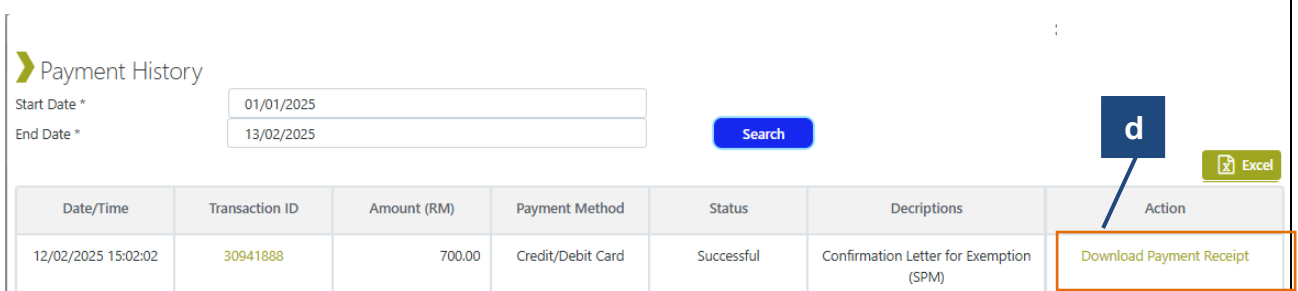 Payment History
Start Date * 01/01/2025
End Date * 13/02/2025 Search
d
Excel
Date/Time Transaction ID Amount (RM) Payment Method Status Decriptions Action
12/02/2025 15:02:02 30941888 700.00 Credit/Debit Card Successful Confirmation Letter for Exemption Download Payment Receipt
(SPM)